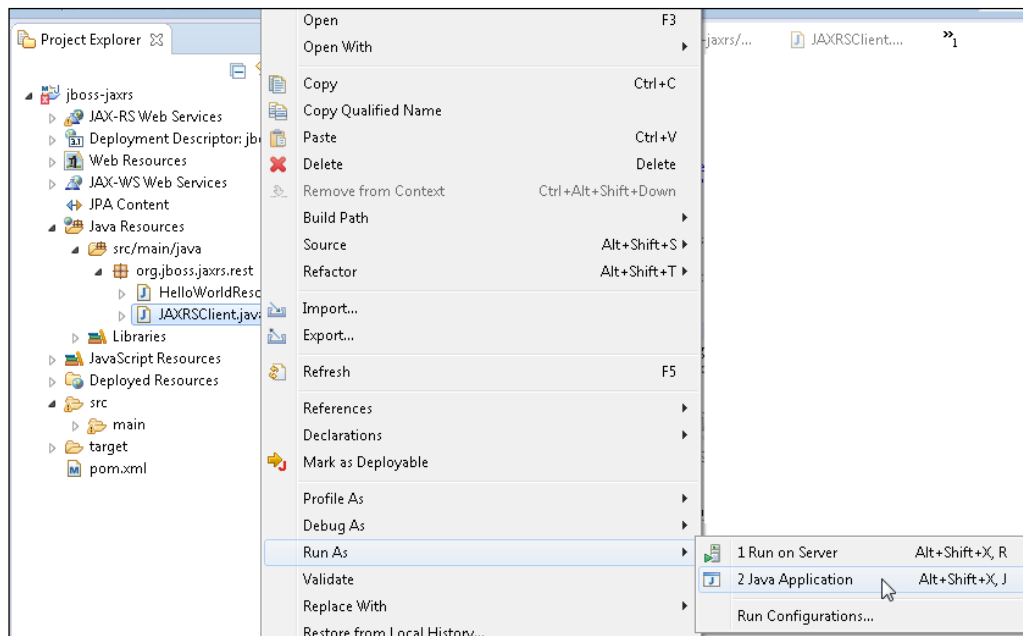 Project Explorer
jboss-jaxrs
JAX-RS Web Services
Deployment Descriptor: jb
Web Resources
JAX-WS Web Services
JPA Content
Java Resources
src/main/java
org.jboss.jaxrs.rest
HelloWorldReso
JAXRSClient.java
Libraries
JavaScript Resources
Deployed Resources
src
main
target
pom.xml
Open F3
Open With
Copy Ctrl+C
Copy Qualified Name
Paste Ctrl+V
Delete Delete
Remove from Context Ctrl+Alt+Shift+Down
Build Path
Source Alt+Shift+S
Refactor Alt+Shift+T
Import...
Export...
Refresh F5
References
Declarations
Mark as Deployable
Profile As
Debug As
Run As
Validate
Replace With
Restore from Local History...
-jaxrs/... JAXRSClient.... »1
1 Run on Server Alt+Shift+X, R
2 Java Application Alt+Shift+X, J
Run Configurations...